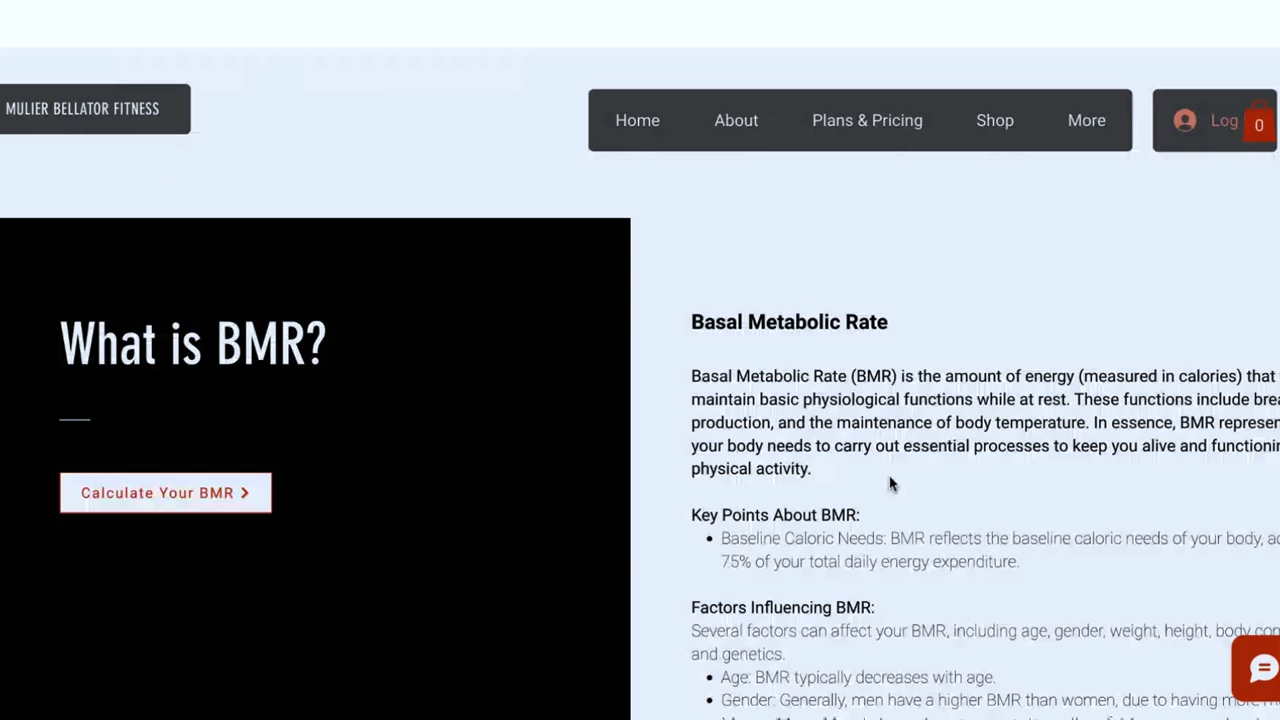 MULIER BELLATOR FITNESS
Home About Plans & Pricing Shop More Log 0
What is BMR?
Calculate Your BMR
Basal Metabolic Rate
Basal Metabolic Rate (BMR) is the amount of energy (measured in calories) that
maintain basic physiological functions while at rest. These functions include
production, and the maintenance of body temperature. In essence, BMR
your body needs to carry out essential processes to keep you alive and
physical activity.
Key Points About BMR:
• Baseline Caloric Needs: BMR reflects the baseline caloric needs of your body,
75% of your total daily energy expenditure.
Factors Influencing BMR:
Several factors can affect your BMR, including age, gender, weight, height, body
and genetics.
• Age: BMR typically decreases with age.
• Gender: Generally, men have a higher BMR than women, due to having more